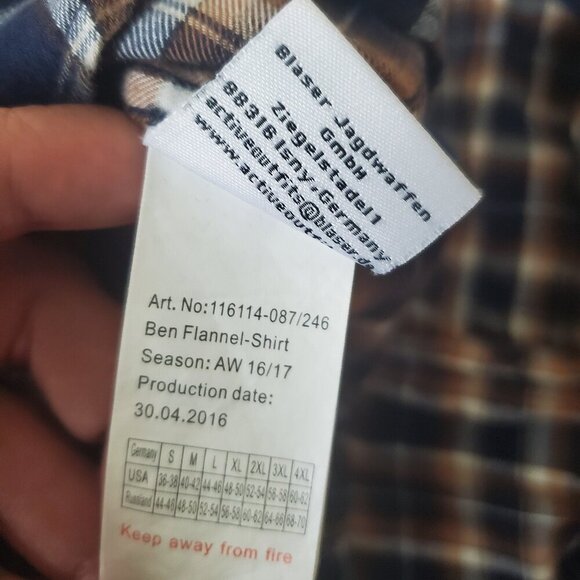 Blaser Jagdwaffen
GmbH
Ziegelstadel 1
88316 Isny, Germany
activeoutfits@blaser.de
www.activeout
Art. No:116114-087/246
Ben Flannel-Shirt
Season: AW 16/17
Production date:
30.04.2016
Germany S M L XL 2XL 3XL 4XL
USA 36-38 40-42 44-46 48-50 52-54 56-58 60-62
Russland 44-46 48-50 52-54 56-58 60-62 64-66 68-70
Keep away from fire